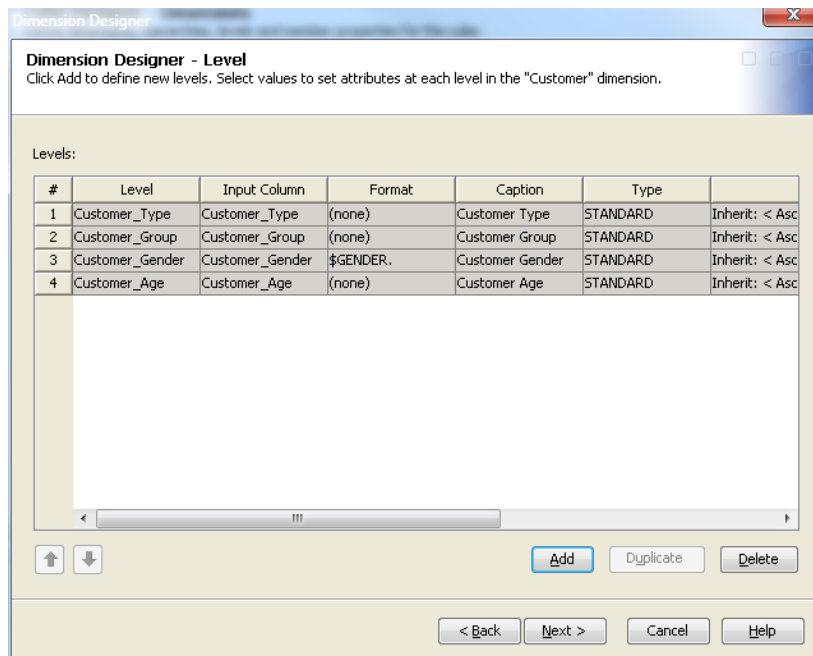 Dimension Designer
Dimension Designer - Level
Click Add to define new levels. Select values to set attributes at each level in the "Customer" dimension.
Levels:
# Level Input Column Format Caption Type
1 Customer_Type Customer_Type (none) Customer Type STANDARD Inherit: < Asc
2 Customer_Group Customer_Group (none) Customer Group STANDARD Inherit: < Asc
3 Customer_Gender Customer_Gender $GENDER. Customer Gender STANDARD Inherit: < Asc
4 Customer_Age Customer_Age (none) Customer Age STANDARD Inherit: < Asc
Add Duplicate Delete
< Back Next > Cancel Help